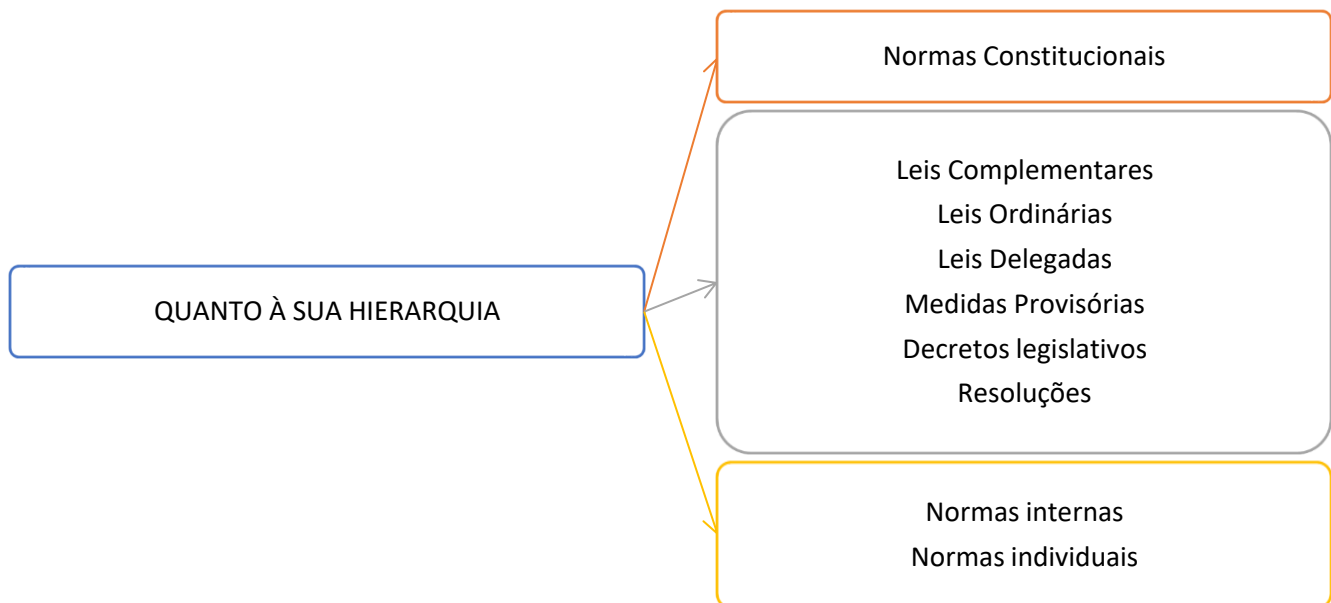 QUANTO À SUA HIERARQUIA
Normas Constitucionais
Leis Complementares
Leis Ordinárias
Leis Delegadas
Medidas Provisórias
Decretos legislativos
Resoluções
Normas internas
Normas individuais